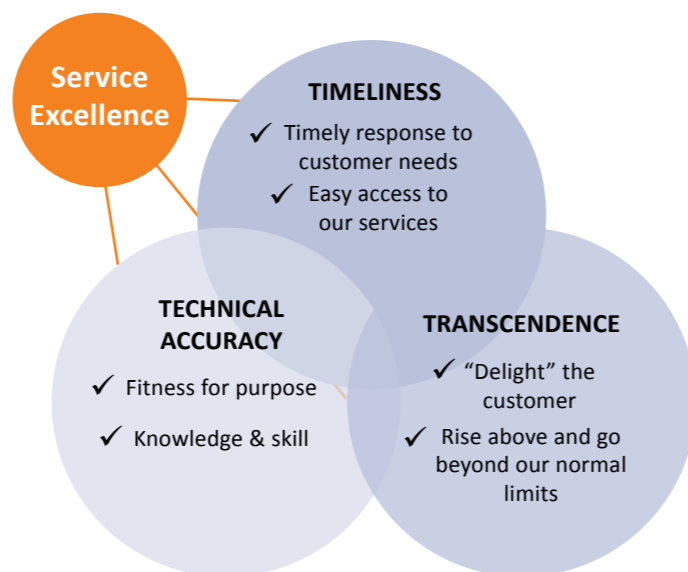 Service
Excellence
TIMELINESS
✓ Timely response to
customer needs
✓ Easy access to
our services
TECHNICAL
ACCURACY
✓ Fitness for purpose
✓ Knowledge & skill
TRANSCENDENCE
✓ “Delight” the
customer
✓ Rise above and go
beyond our normal
limits